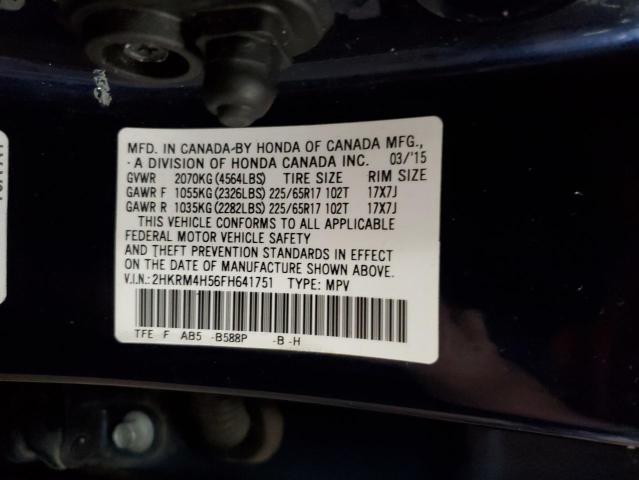 MFD. IN CANADA-BY HONDA OF CANADA MFG.,
- A DIVISION OF HONDA CANADA INC. 03/'15
GVWR 2070KG (4564LBS) TIRE SIZE RIM SIZE
GAWR F 1055KG (2326LBS) 225/65R17 102T 17X7J
GAWR R 1035KG (2282LBS) 225/65R17 102T 17X7J
THIS VEHICLE CONFORMS TO ALL APPLICABLE
FEDERAL MOTOR VEHICLE SAFETY
AND THEFT PREVENTION STANDARDS IN EFFECT
ON THE DATE OF MANUFACTURE SHOWN ABOVE.
V.I.N.: 2HKRM4H56FH641751 TYPE: MPV
TFE F AB5 -B588P -B -H